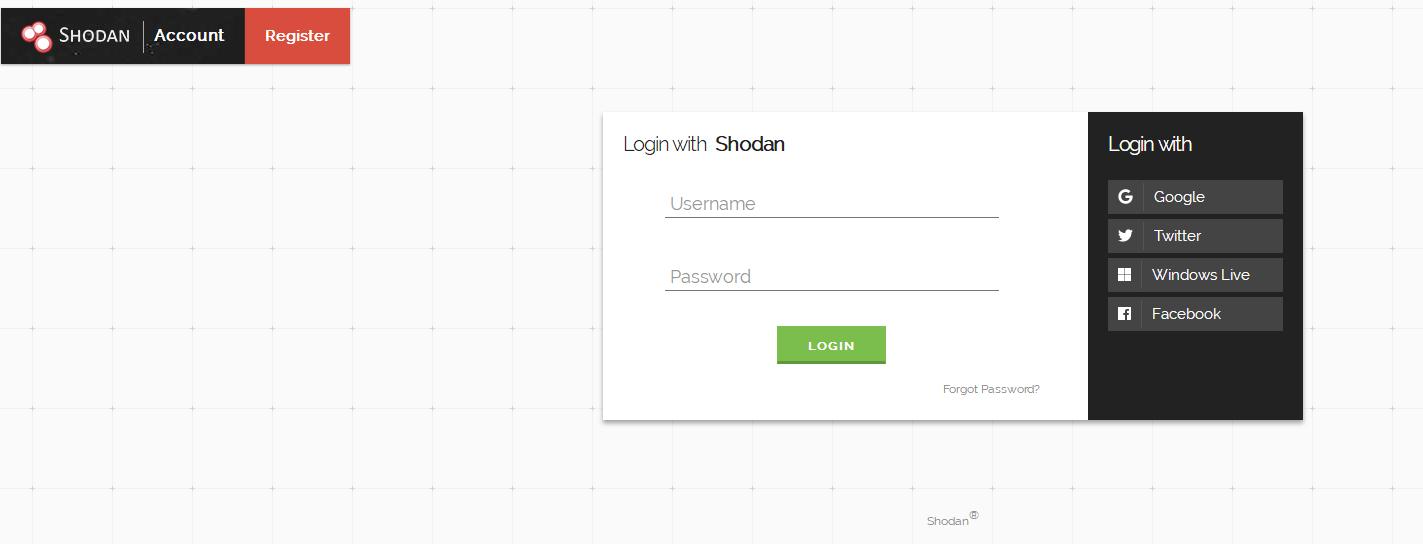 SHODAN Account Register
Login with Shodan
Username
Password
LOGIN
Forgot Password?
Login with
Google
Twitter
Windows Live
Facebook
Shodan®